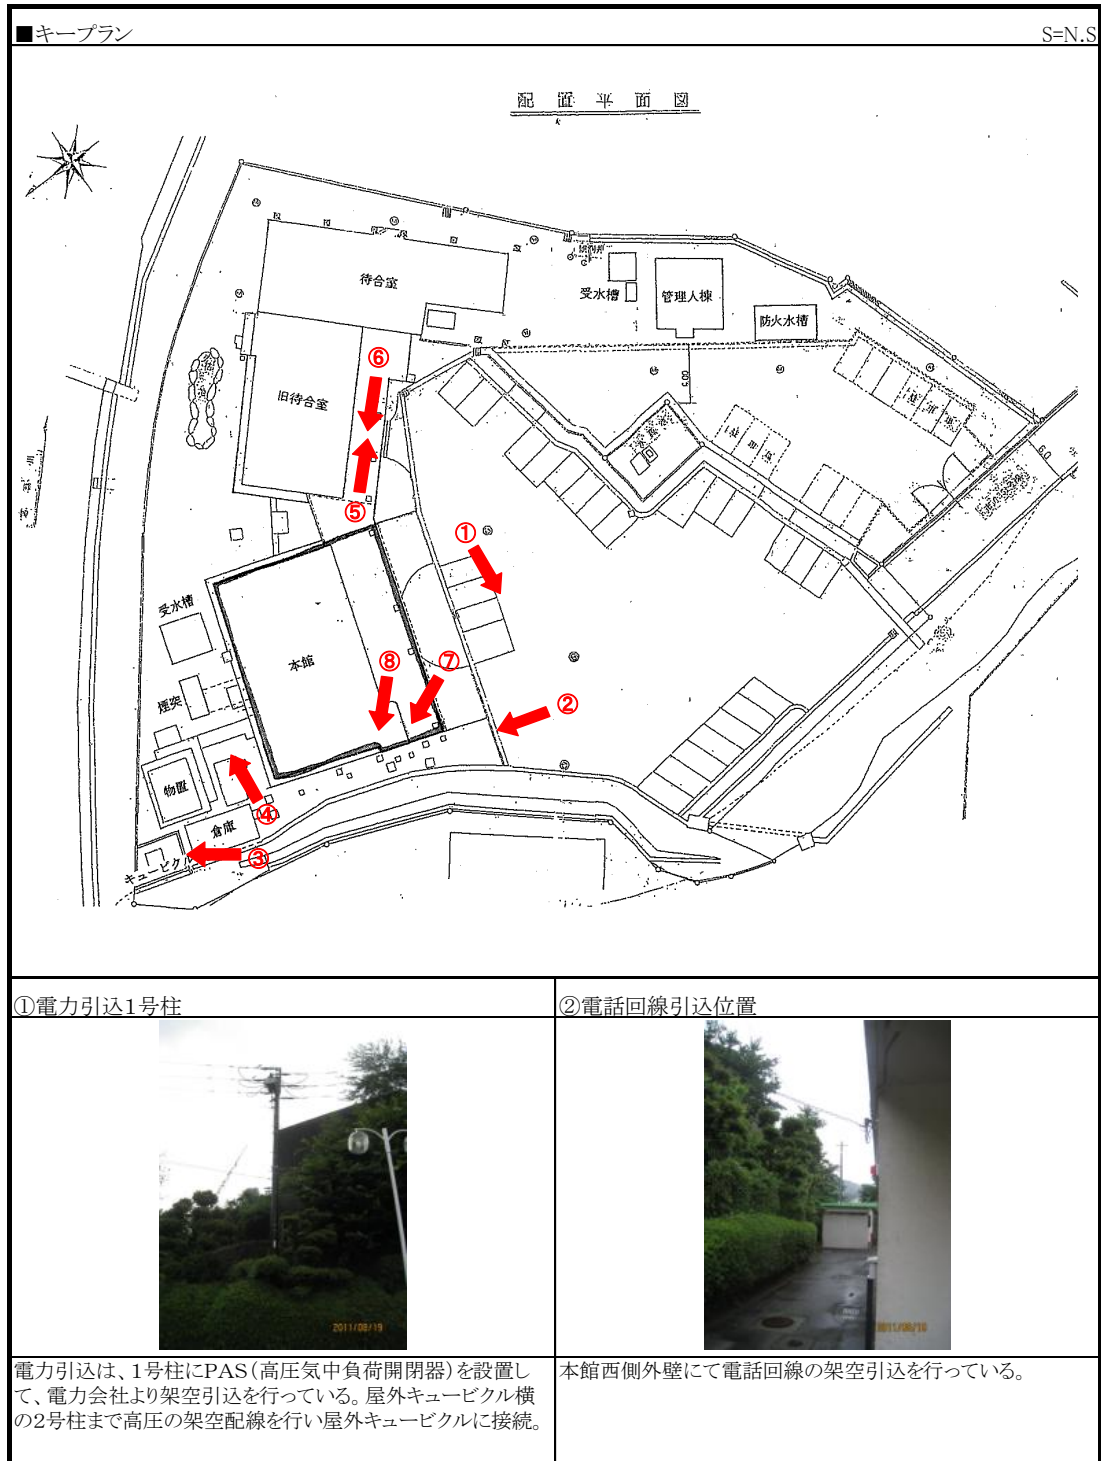 ■キープラン
S=N.S
配置水平面図
待合室
受水槽
管理人棟
防火水槽
⑥
旧待合室
⑤
①
受水槽
本館
⑧
⑦
煙突
②
物置
④
倉庫
③
キュービクル
①電力引込1号柱
②電話回線引込位置
2011/08/19
電力引込は、1号柱にPAS(高圧気中負荷開閉器)を設置し
て、電力会社より架空引込を行っている。屋外キュービクル横
の2号柱まで高圧の架空配線を行い屋外キュービクルに接続。
本館西側外壁にて電話回線の架空引込を行っている。